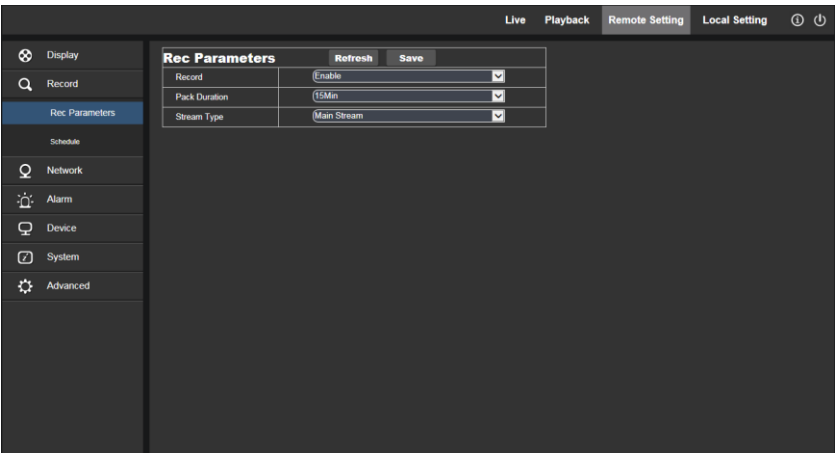 Live Playback Remote Setting Local Setting
Display
Record
Rec Parameters
Schedule
Network
Alarm
Device
System
Advanced
Rec Parameters Refresh Save
Record Enable
Pack Duration 15Min
Stream Type Main Stream